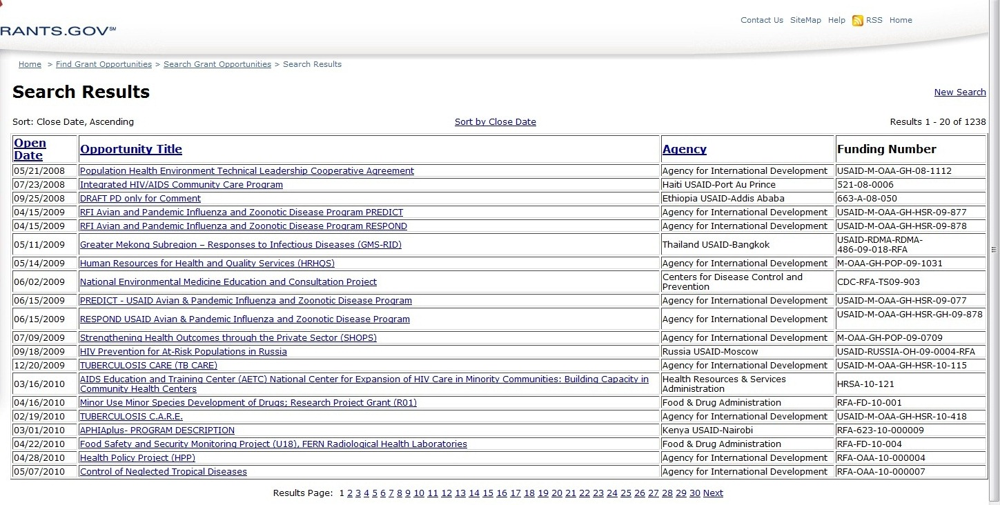 RANTS.GOV℠
Contact Us SiteMap Help RSS Home
Home > Find Grant Opportunities > Search Grant Opportunities > Search Results
Search Results
New Search
Sort: Close Date, Ascending
Sort by Close Date
Results 1 - 20 of 1238
Open Date Opportunity Title Agency Funding Number
05/21/2008 Population Health Environment Technical Leadership Cooperative Agreement Agency for International Development USAID-M-OAA-GH-08-1112
07/23/2008 Integrated HIV/AIDS Community Care Program Haiti USAID-Port Au Prince 521-08-0006
09/25/2008 DRAFT PD only for Comment Ethiopia USAID-Addis Ababa 663-A-08-050
04/15/2009 RFI Avian and Pandemic Influenza and Zoonotic Disease Program PREDICT Agency for International Development USAID-M-OAA-GH-HSR-09-877
04/15/2009 RFI Avian and Pandemic Influenza and Zoonotic Disease Program RESPOND Agency for International Development USAID-M-OAA-GH-HSR-09-878
05/11/2009 Greater Mekong Subregion – Responses to Infectious Diseases (GMS-RID) Thailand USAID-Bangkok USAID-RDMA-RDMA-
486-09-018-RFA
05/14/2009 Human Resources for Health and Quality Services (HRHQS) Agency for International Development M-OAA-GH-POP-09-1031
06/02/2009 National Environmental Medicine Education and Consultation Project Centers for Disease Control and
Prevention CDC-RFA-TS09-903
06/15/2009 PREDICT - USAID Avian & Pandemic Influenza and Zoonotic Disease Program Agency for International Development USAID-M-OAA-GH-HSR-09-077
06/15/2009 RESPOND USAID Avian & Pandemic Influenza and Zoonotic Disease Program Agency for International Development USAID-M-OAA-GH-HSR-GH-09-878
07/09/2009 Strengthening Health Outcomes through the Private Sector (SHOPS) Agency for International Development M-OAA-GH-POP-09-0709
09/18/2009 HIV Prevention for At-Risk Populations in Russia Russia USAID-Moscow USAID-RUSSIA-OH-09-0004-RFA
12/20/2009 TUBERCULOSIS CARE (TB CARE) Agency for International Development USAID-M-OAA-GH-HSR-10-115
03/16/2010 AIDS Education and Training Center (AETC) National Center for Expansion of HIV Care in Minority Communities: Building Capacity in
Community Health Centers Health Resources & Services
Administration HRSA-10-121
04/16/2010 Minor Use Minor Species Development of Drugs; Research Project Grant (R01) Food & Drug Administration RFA-FD-10-001
02/19/2010 TUBERCULOSIS C.A.R.E. Agency for International Development USAID-M-OAA-GH-HSR-10-418
03/01/2010 APHIAplus- PROGRAM DESCRIPTION Kenya USAID-Nairobi RFA-623-10-000009
04/22/2010 Food Safety and Security Monitoring Project (U18), FERN Radiological Health Laboratories Food & Drug Administration RFA-FD-10-004
04/28/2010 Health Policy Project (HPP) Agency for International Development RFA-OAA-10-000004
05/07/2010 Control of Neglected Tropical Diseases Agency for International Development RFA-OAA-10-000007
Results Page: 1 2 3 4 5 6 7 8 9 10 11 12 13 14 15 16 17 18 19 20 21 22 23 24 25 26 27 28 29 30 Next